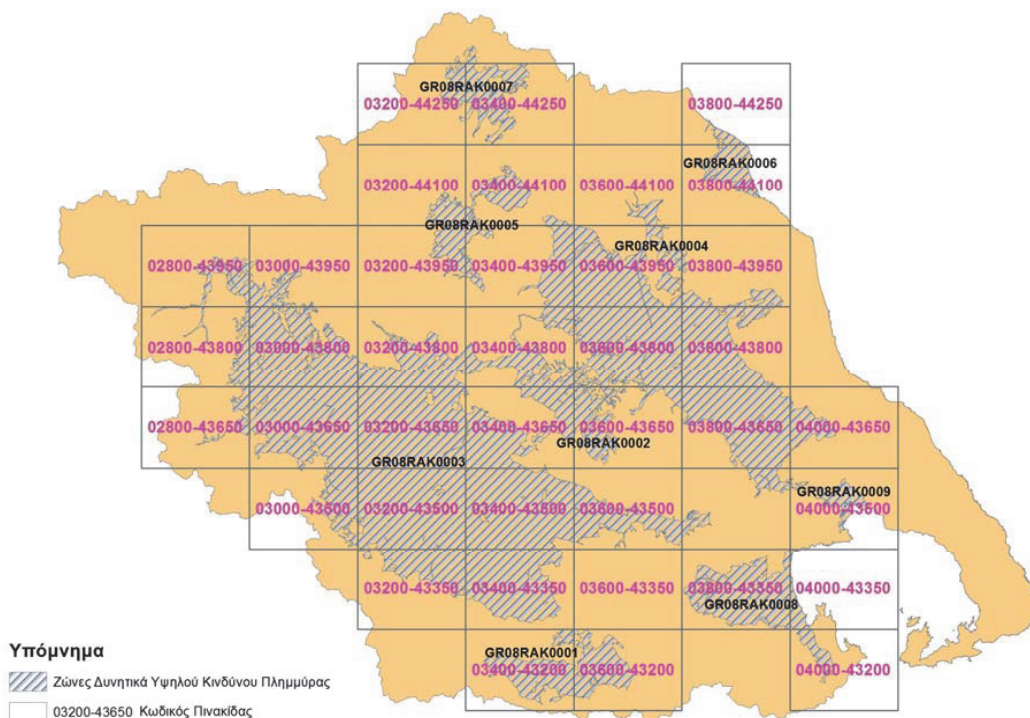 GR08RAK0007
03200-44250 03400-44250 03800-44250
GR08RAK0006
03200-44100 03400-44100 03600-44100 03800-44100
GR08RAK0005
GR08RAK0004
02800-43950 03000-43950 03200-43950 03400-43950 03600-43950 03800-43950
02800-43800 03000-43800 03200-43800 03400-43800 03600-43800 03800-43800
02800-43650 03000-43650 03200-43650 03400-43650 03600-43650 03800-43650 04000-43650
GR08RAK0002
GR08RAK0003
GR08RAK0009
03000-43500 03200-43500 03400-43500 03600-43500 04000-43500
03200-43350 03400-43350 03600-43350 03800-43350 04000-43350
GR08RAK0008
GR08RAK0001
03400-43200 03600-43200 04000-43200
Υπόμνημα
Ζώνες Δυνητικά Υψηλού Κινδύνου Πλημμύρας
03200-43650 Κωδικός Πινακίδας